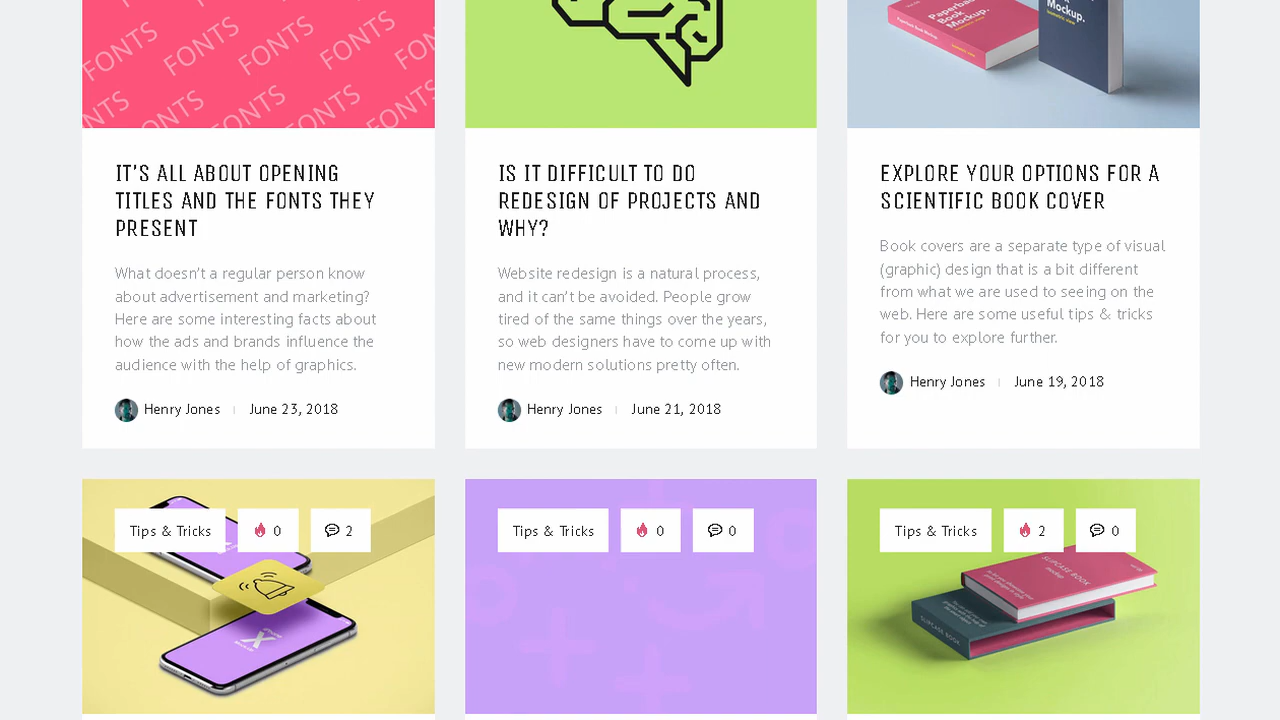 FONTS FONTS FONTS FONTS FONTS
FONTS FONTS FONTS FONTS
Paperback
Book
Mockup.
Mockup.
IT'S ALL ABOUT OPENING
TITLES AND THE FONTS THEY
PRESENT
What doesn't a regular person know
about advertisement and marketing?
Here are some interesting facts about
how the ads and brands influence the
audience with the help of graphics.
Henry Jones
June 23, 2018
IS IT DIFFICULT TO DO
REDESIGN OF PROJECTS AND
WHY?
Website redesign is a natural process,
and it can't be avoided. People grow
tired of the same things over the years,
so web designers have to come up with
new modern solutions pretty often.
Henry Jones
June 21, 2018
EXPLORE YOUR OPTIONS FOR A
SCIENTIFIC BOOK COVER
Book covers are a separate type of visual
(graphic) design that is a bit different
from what we are used to seeing on the
web. Here are some useful tips & tricks
for you to explore further.
Henry Jones
June 19, 2018
Tips & Tricks 0 2
X
Tips & Tricks 0 0
Tips & Tricks 2 0
SLIPCASE BOOK
mockup
SLIPCASE BOOK